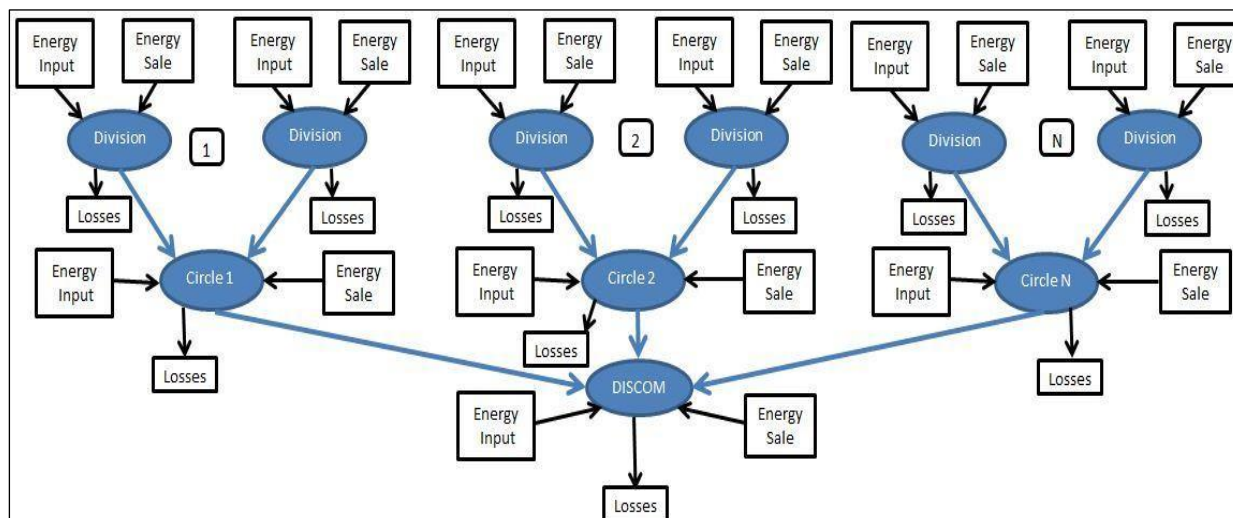 Energy
Input
Energy
Sale
Energy
Input
Energy
Sale
Energy
Input
Energy
Sale
Energy
Input
Energy
Sale
Energy
Input
Energy
Sale
Energy
Input
Energy
Sale
Division
1
Division
Division
2
Division
Division
N
Division
Losses
Losses
Losses
Losses
Losses
Losses
Energy
Input
Circle 1
Energy
Sale
Energy
Input
Circle 2
Energy
Sale
Energy
Input
Circle N
Energy
Sale
Losses
Losses
Losses
DISCOM
Energy
Input
Energy
Sale
Losses